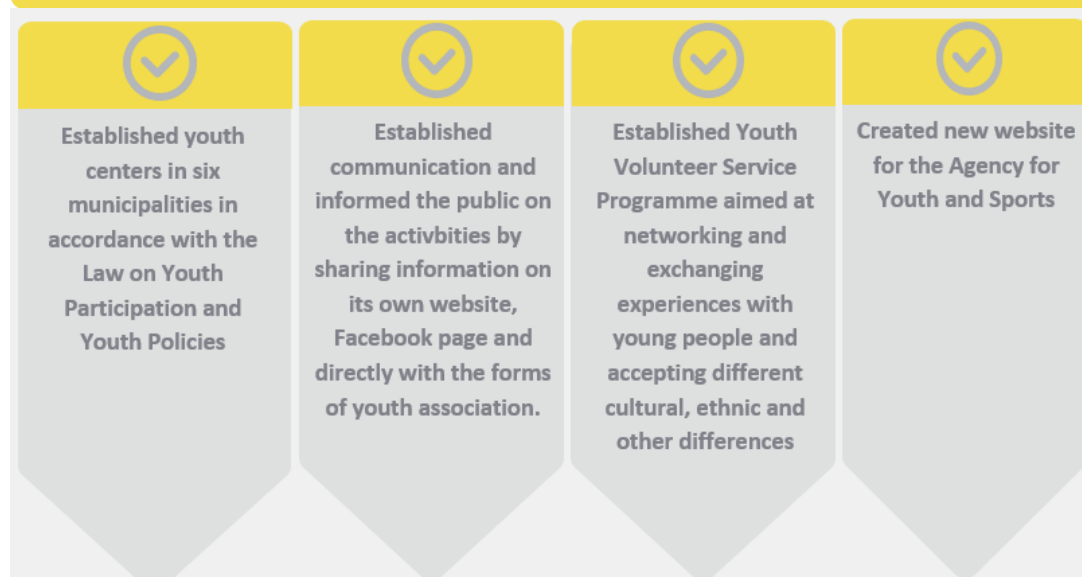 Established youth
centers in six
municipalities in
accordance with the
Law on Youth
Participation and
Youth Policies
Established
communication and
informed the public on
the activbities by
sharing information on
its own website,
Facebook page and
directly with the forms
of youth association.
Established Youth
Volunteer Service
Programme aimed at
networking and
exchanging
experiences with
young people and
accepting different
cultural, ethnic and
other differences
Created new website
for the Agency for
Youth and Sports